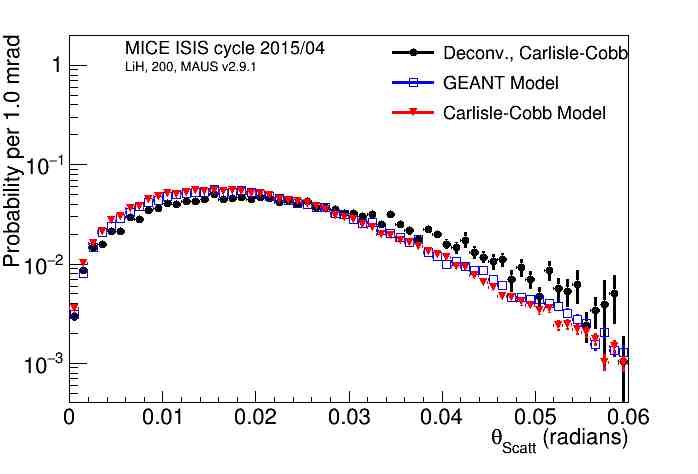 MICE ISIS cycle 2015/04
LiH, 200, MAUS v2.9.1
Deconv., Carlisle-Cobb
GEANT Model
Carlisle-Cobb Model
Probability per 1.0 mrad
1
10⁻¹
10⁻²
10⁻³
0 0.01 0.02 0.03 0.04 0.05 0.06
θScatt (radians)